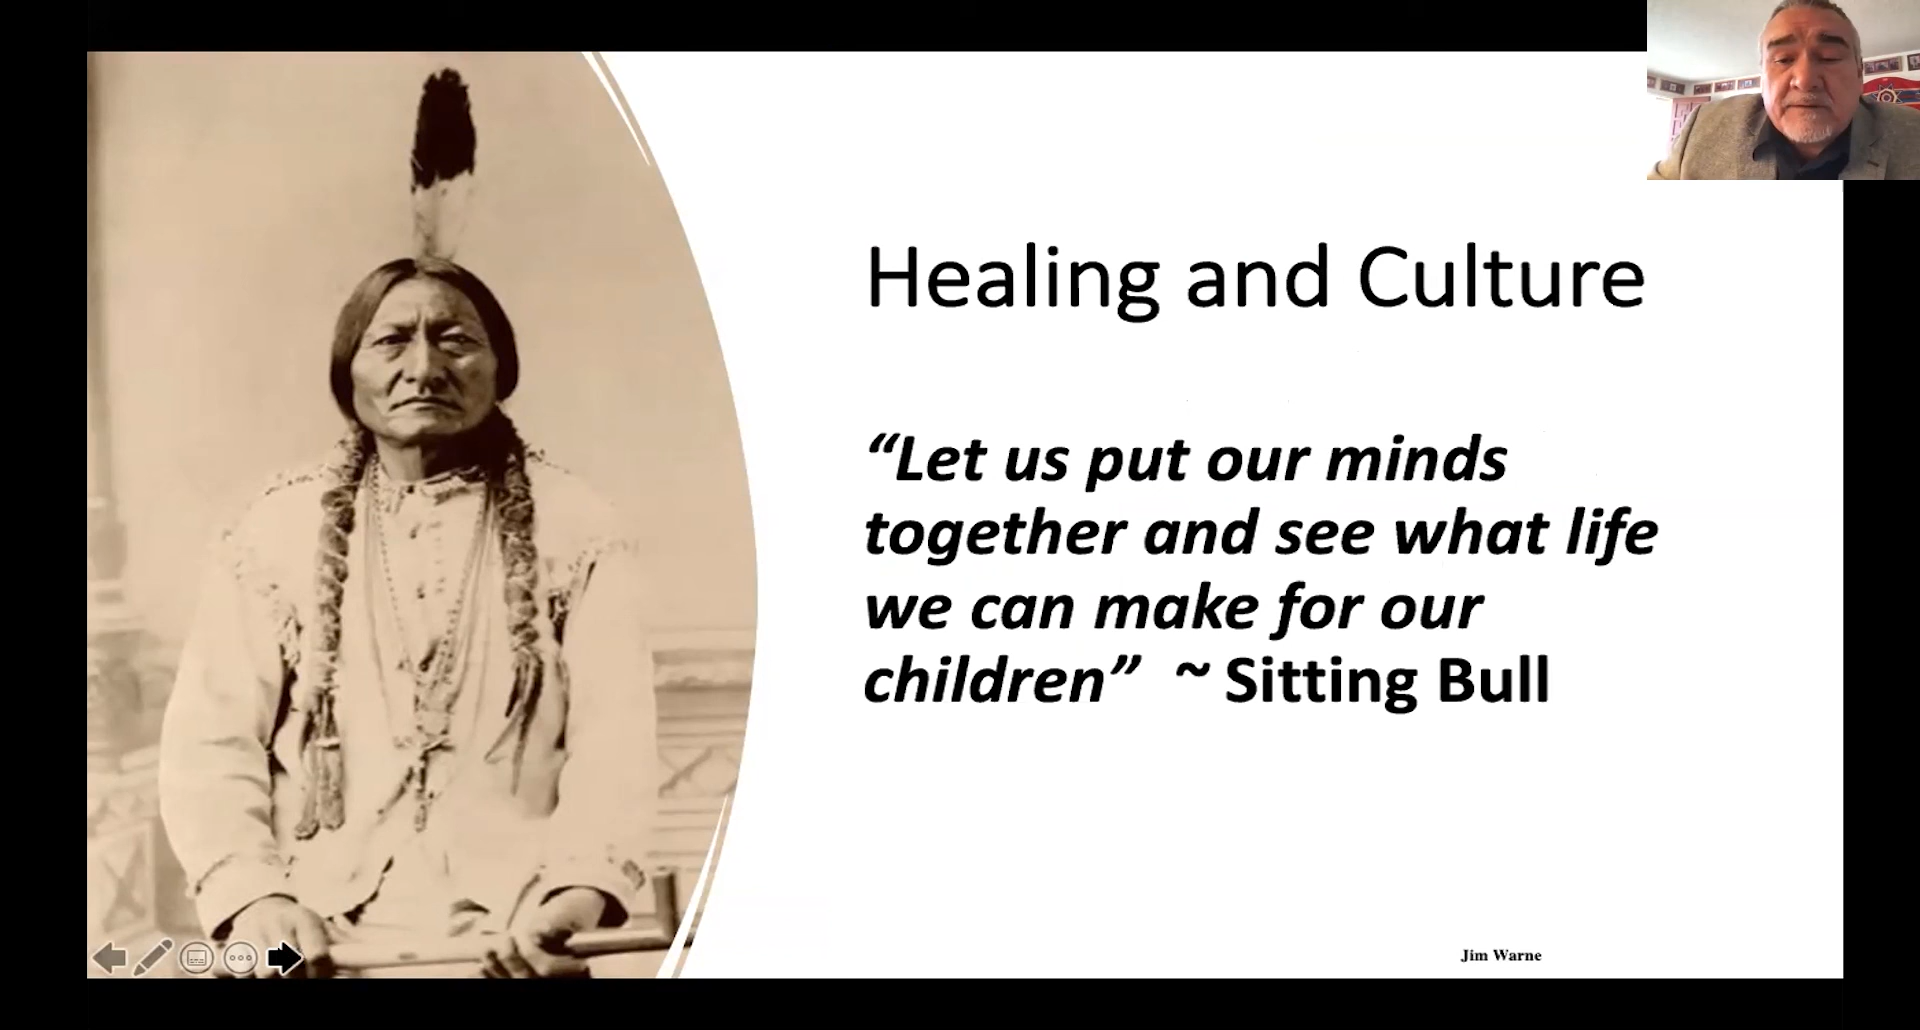 Healing and Culture
“Let us put our minds
together and see what life
we can make for our
children” ~ Sitting Bull
Jim Warne